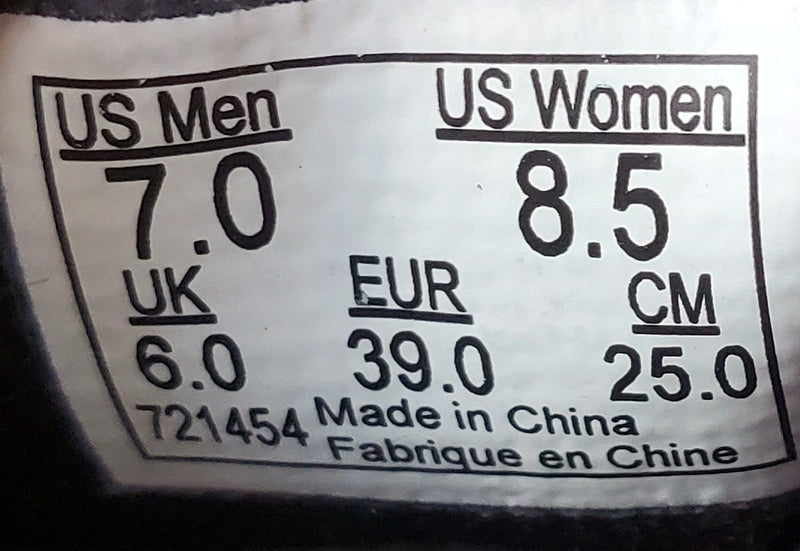 US Men US Women
7.0 8.5
UK EUR CM
6.0 39.0 25.0
721454 Made in China
Fabrique en Chine